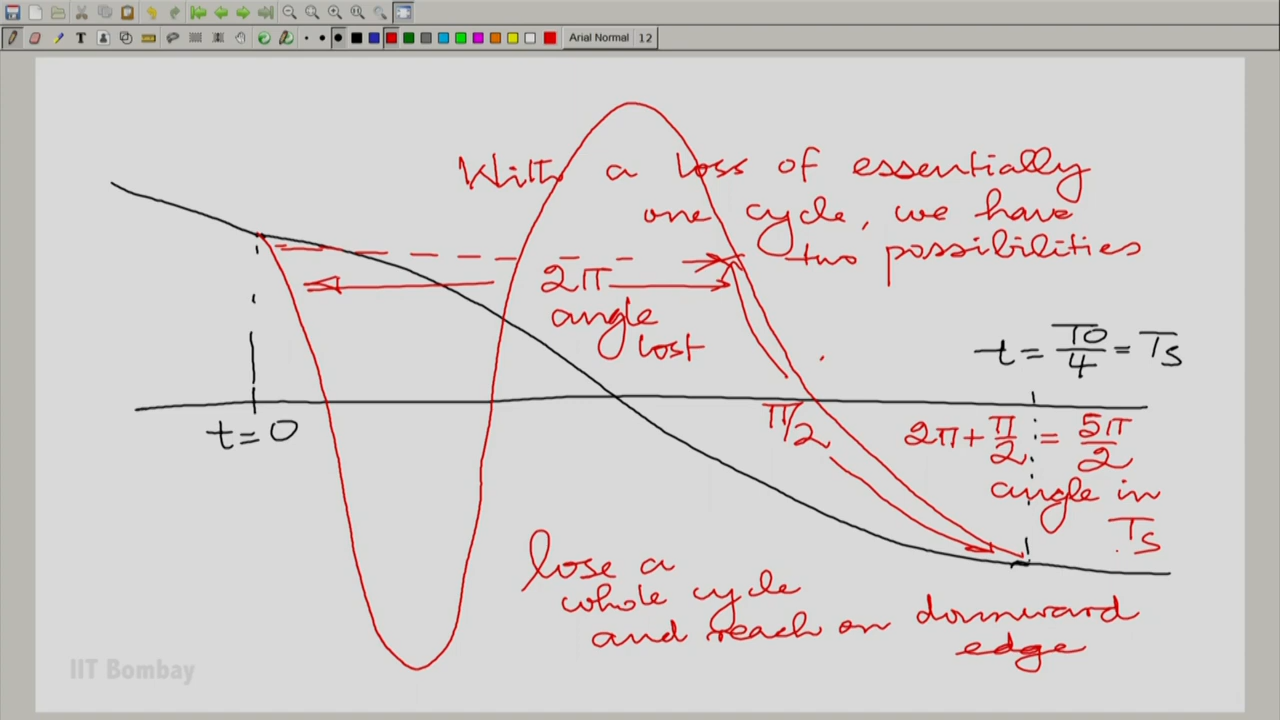 Arial Normal 12
With a loss of essentially
one cycle, we have
two possibilities
2π
angle
lost
t = T0/4 = Ts
t = 0
π/2
2π + π/2 = 5π/2
angle in
Ts
lose a
whole cycle
and reach on downward
edge
IIT Bombay